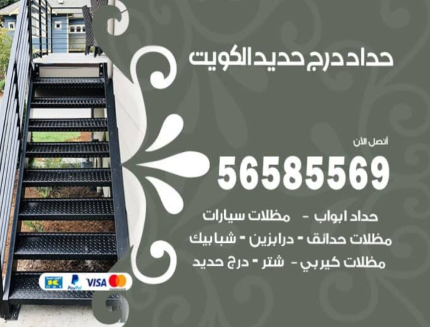 حداد درج حديد الكويت
اتصل الآن
56585569
حداد ابواب - مظلات سيارات
مظلات حدائق - درابزين - شبابيك
مظلات كيربي - شتر - درج حديد
K PayPal VISA